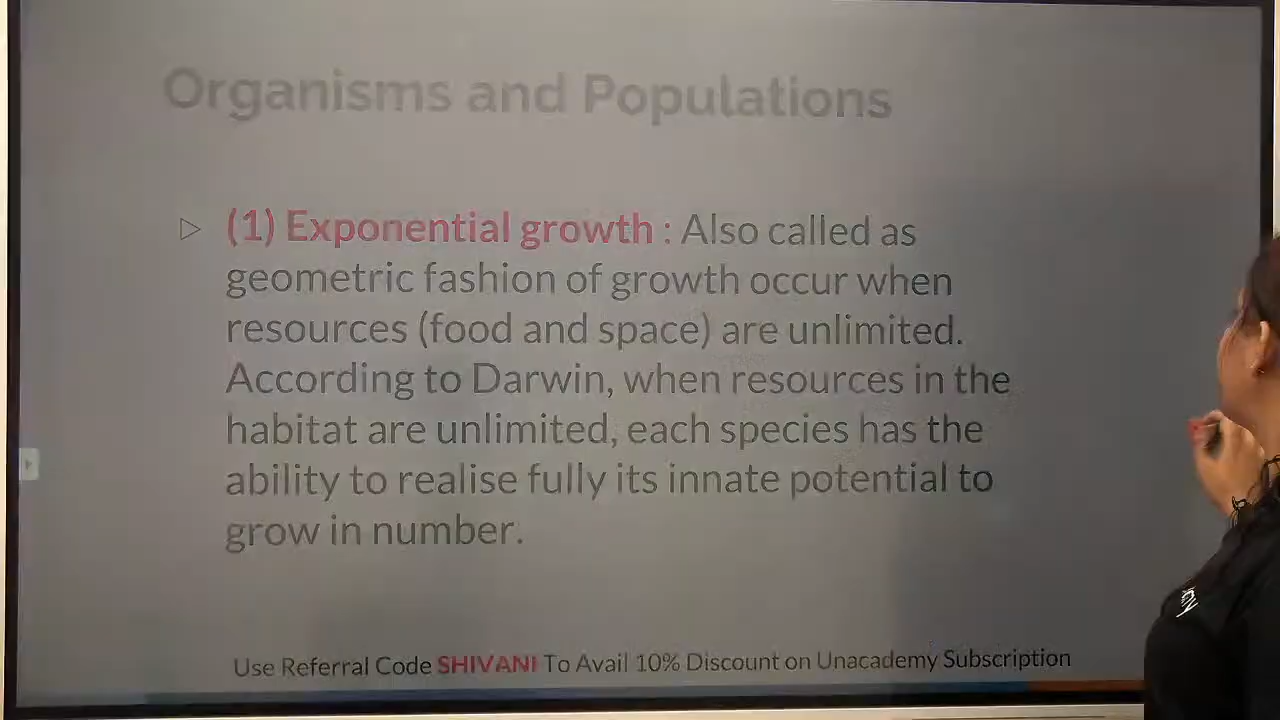 Organisms and Populations
(1) Exponential growth : Also called as
geometric fashion of growth occur when
resources (food and space) are unlimited.
According to Darwin, when resources in the
habitat are unlimited, each species has the
ability to realise fully its innate potential to
grow in number.
Use Referral Code SHIVANI To Avail 10% Discount on Unacademy Subscription